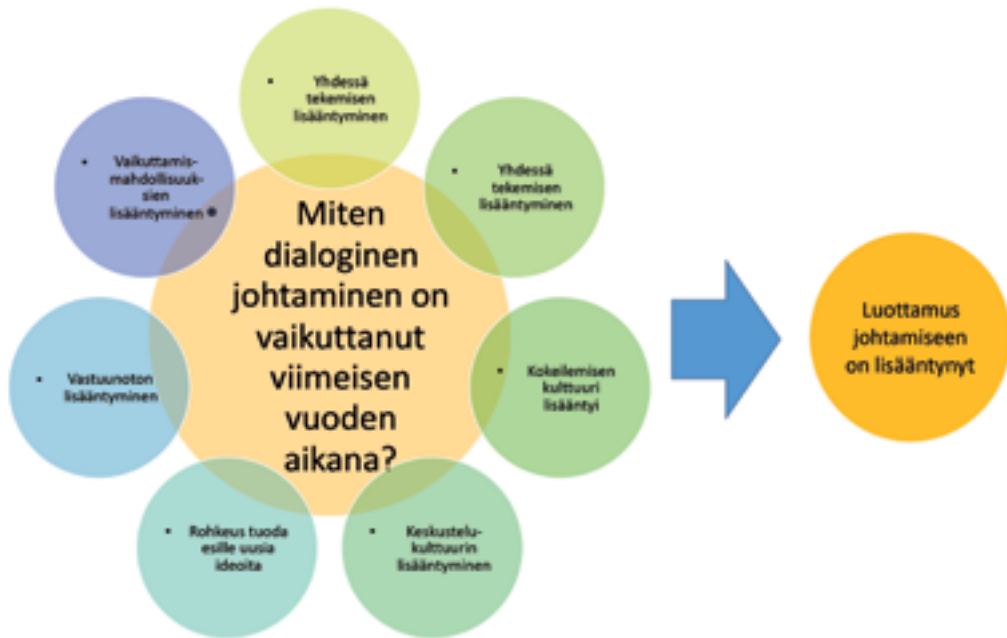 Yhdessä
tekemisen
lisääntyminen
Yhdessä
tekemisen
lisääntyminen
Kokeilemisen
kulttuuri
lisääntyi
Keskustelu-
kulttuurin
lisääntyminen
Rohkeus tuoda
esille uusia
ideoita
Vastuunoton
lisääntyminen
Vaikuttamis-
mahdollisuuk-
sien
lisääntyminen
Miten
dialoginen
johtaminen on
vaikuttanut
viimeisen
vuoden
aikana?
Luottamus
johtamiseen
on lisääntynyt